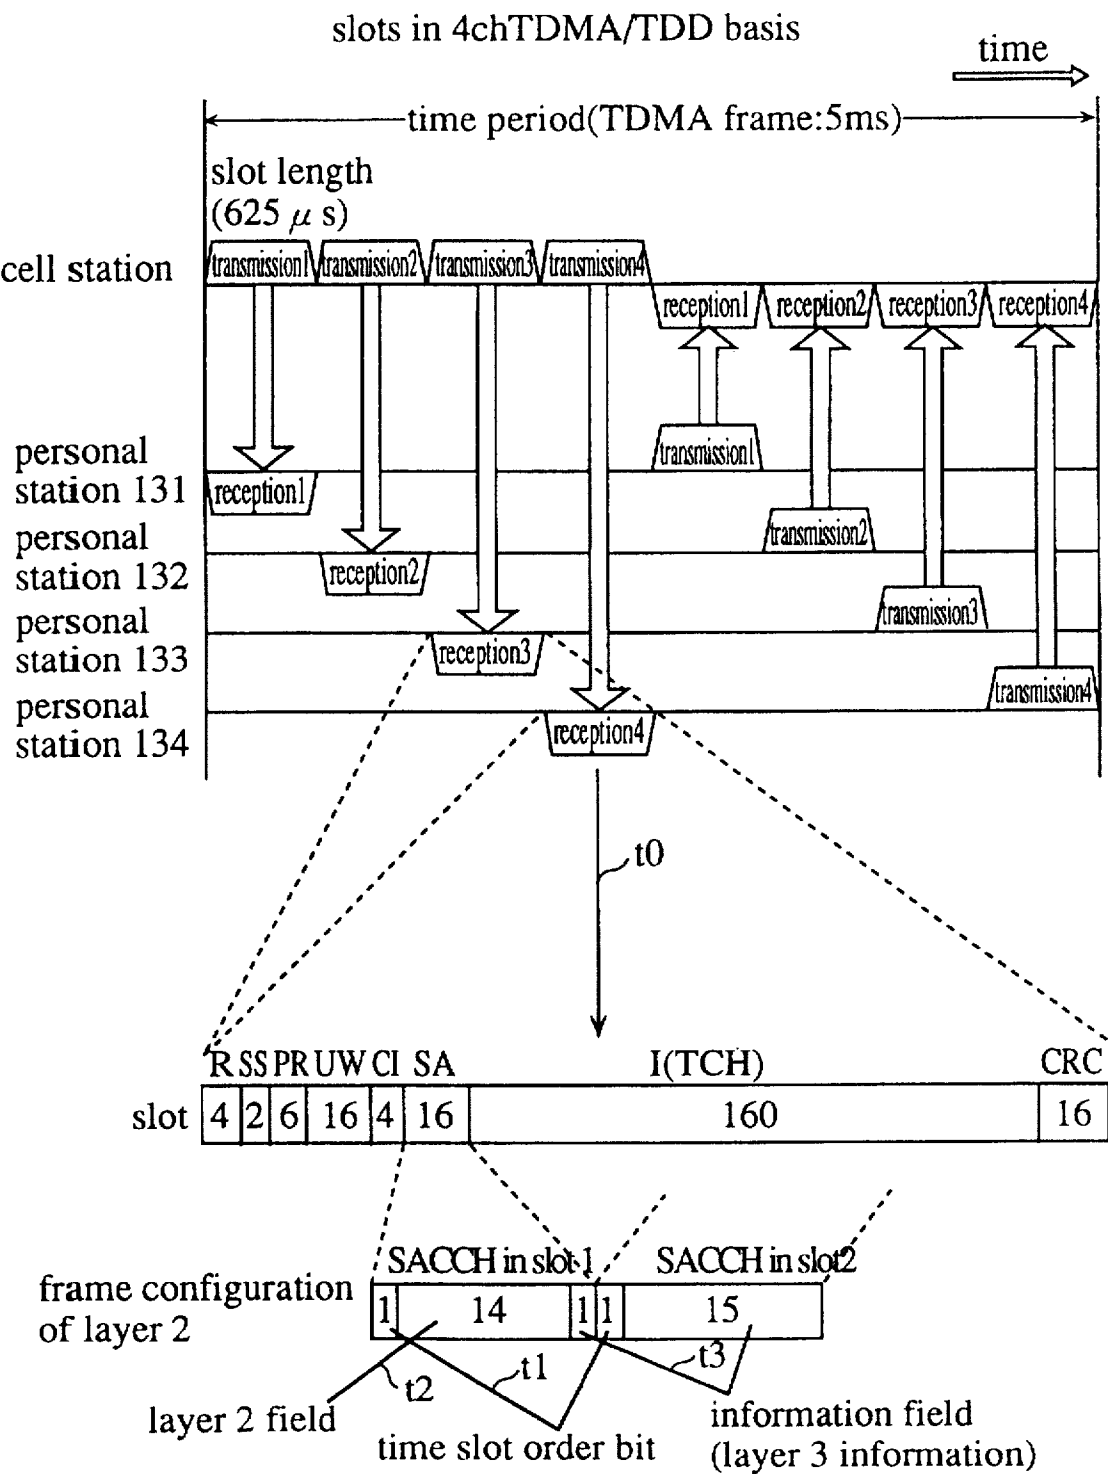 slots in 4chTDMA/TDD basis
time
time period(TDMA frame:5ms)
slot length
(625 μ s)
cell station
transmission1 transmission2 transmission3 transmission4
reception1 reception2 reception3 reception4
personal
station 131
transmission1
reception1
personal
station 132
transmission2
reception2
personal
station 133
transmission3
reception3
personal
station 134
transmission4
reception4
t0
R SS PR UW CI SA I(TCH) CRC
slot 4 2 6 16 4 16 160 16
SACCH in slot 1 SACCH in slot2
frame configuration
of layer 2
1 14 1 1 15
t2 t1 t3
layer 2 field
time slot order bit
information field
(layer 3 information)